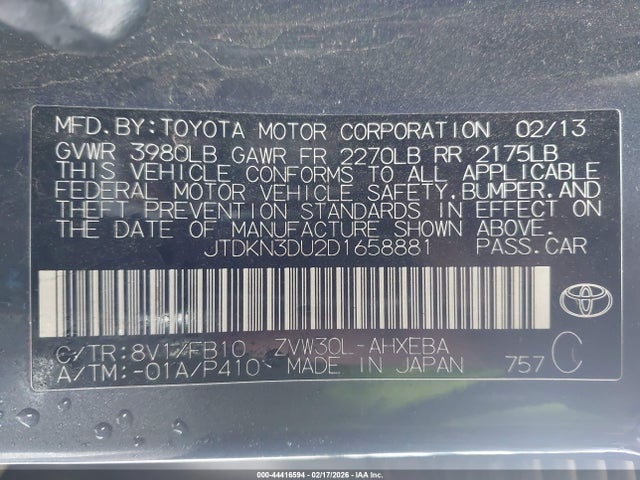 MFD.BY:TOYOTA MOTOR CORPORATION 02/13
GVWR 3980LB GAWR FR 2270LB RR 2175LB
THIS VEHICLE CONFORMS TO ALL APPLICABLE
FEDERAL MOTOR VEHICLE SAFETY,BUMPER,AND
THEFT PREVENTION STANDARDS IN EFFECT ON
THE DATE OF MANUFACTURE SHOWN ABOVE.
JTDKN3DU2D1658881 PASS.CAR
C/TR:8V17/FB10 ZVW30L-AHXEBA C
A/TM:-01A/P410 MADE IN JAPAN 757
000-44416594 - 02/17/2026 - IAA Inc.